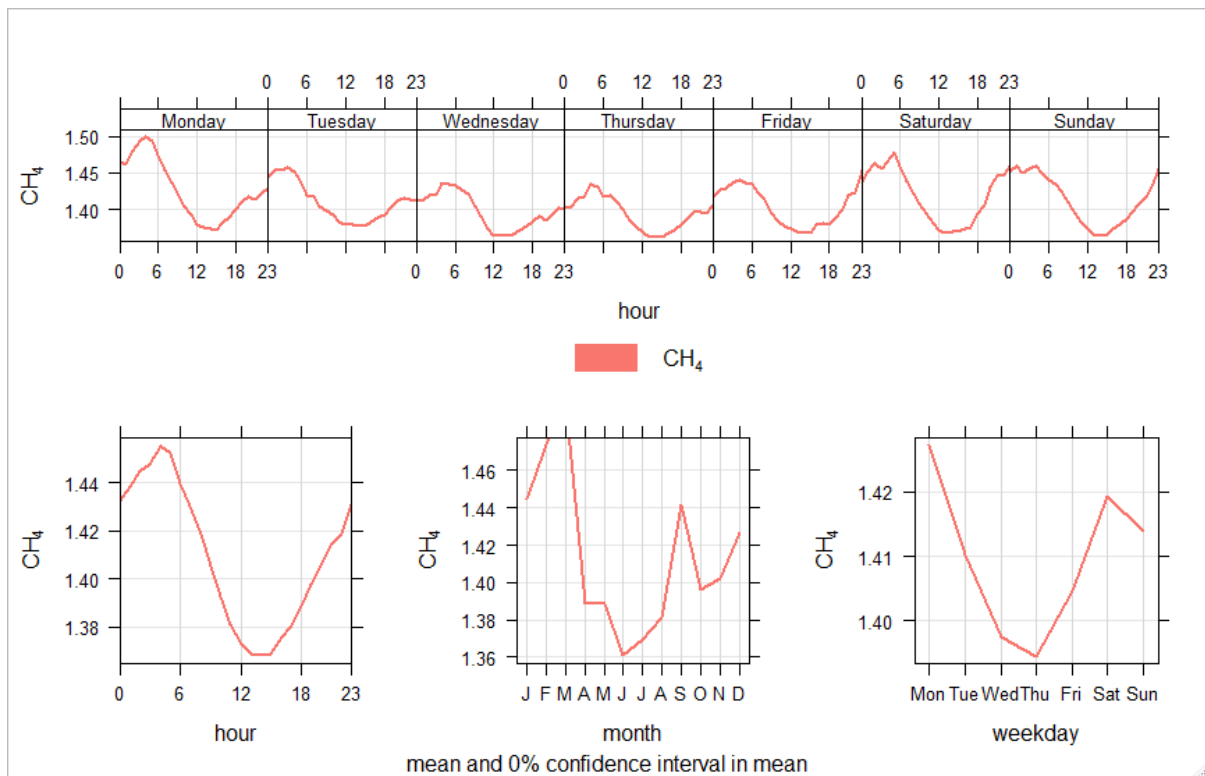 0 6 12 18 23 0 6 12 18 23 0 6 12 18 23
Monday Tuesday Wednesday Thursday Friday Saturday Sunday
1.50
1.45
1.40
CH₄
0 6 12 18 23 0 6 12 18 23 0 6 12 18 23 0 6 12 18 23
hour
CH₄
1.44
1.42
1.40
1.38
CH₄
0 6 12 23
hour
1.46
1.44
1.42
1.40
1.38
1.36
CH₄
J F M A M J J A S O N D
month
1.42
1.41
1.40
CH₄
Mon Tue Wed Thu Fri Sat Sun
weekday
mean and 0% confidence interval in mean